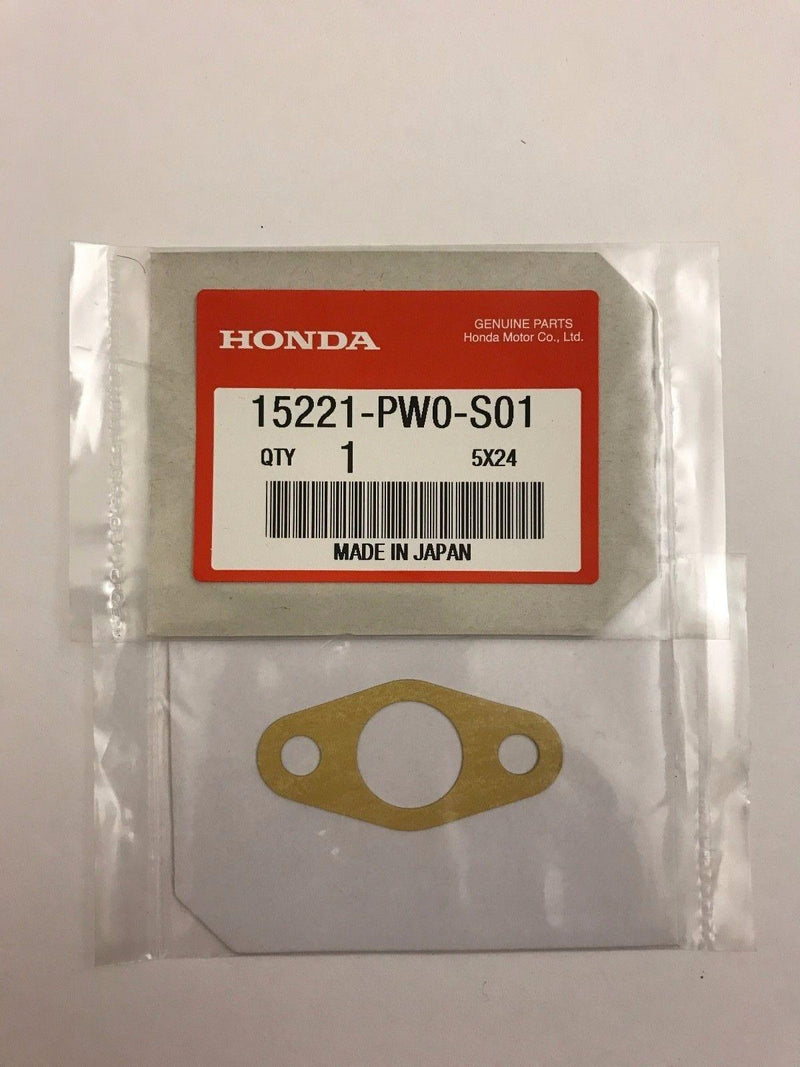 HONDA
GENUINE PARTS
Honda Motor Co., Ltd.
15221-PW0-S01
QTY 1 5X24
MADE IN JAPAN